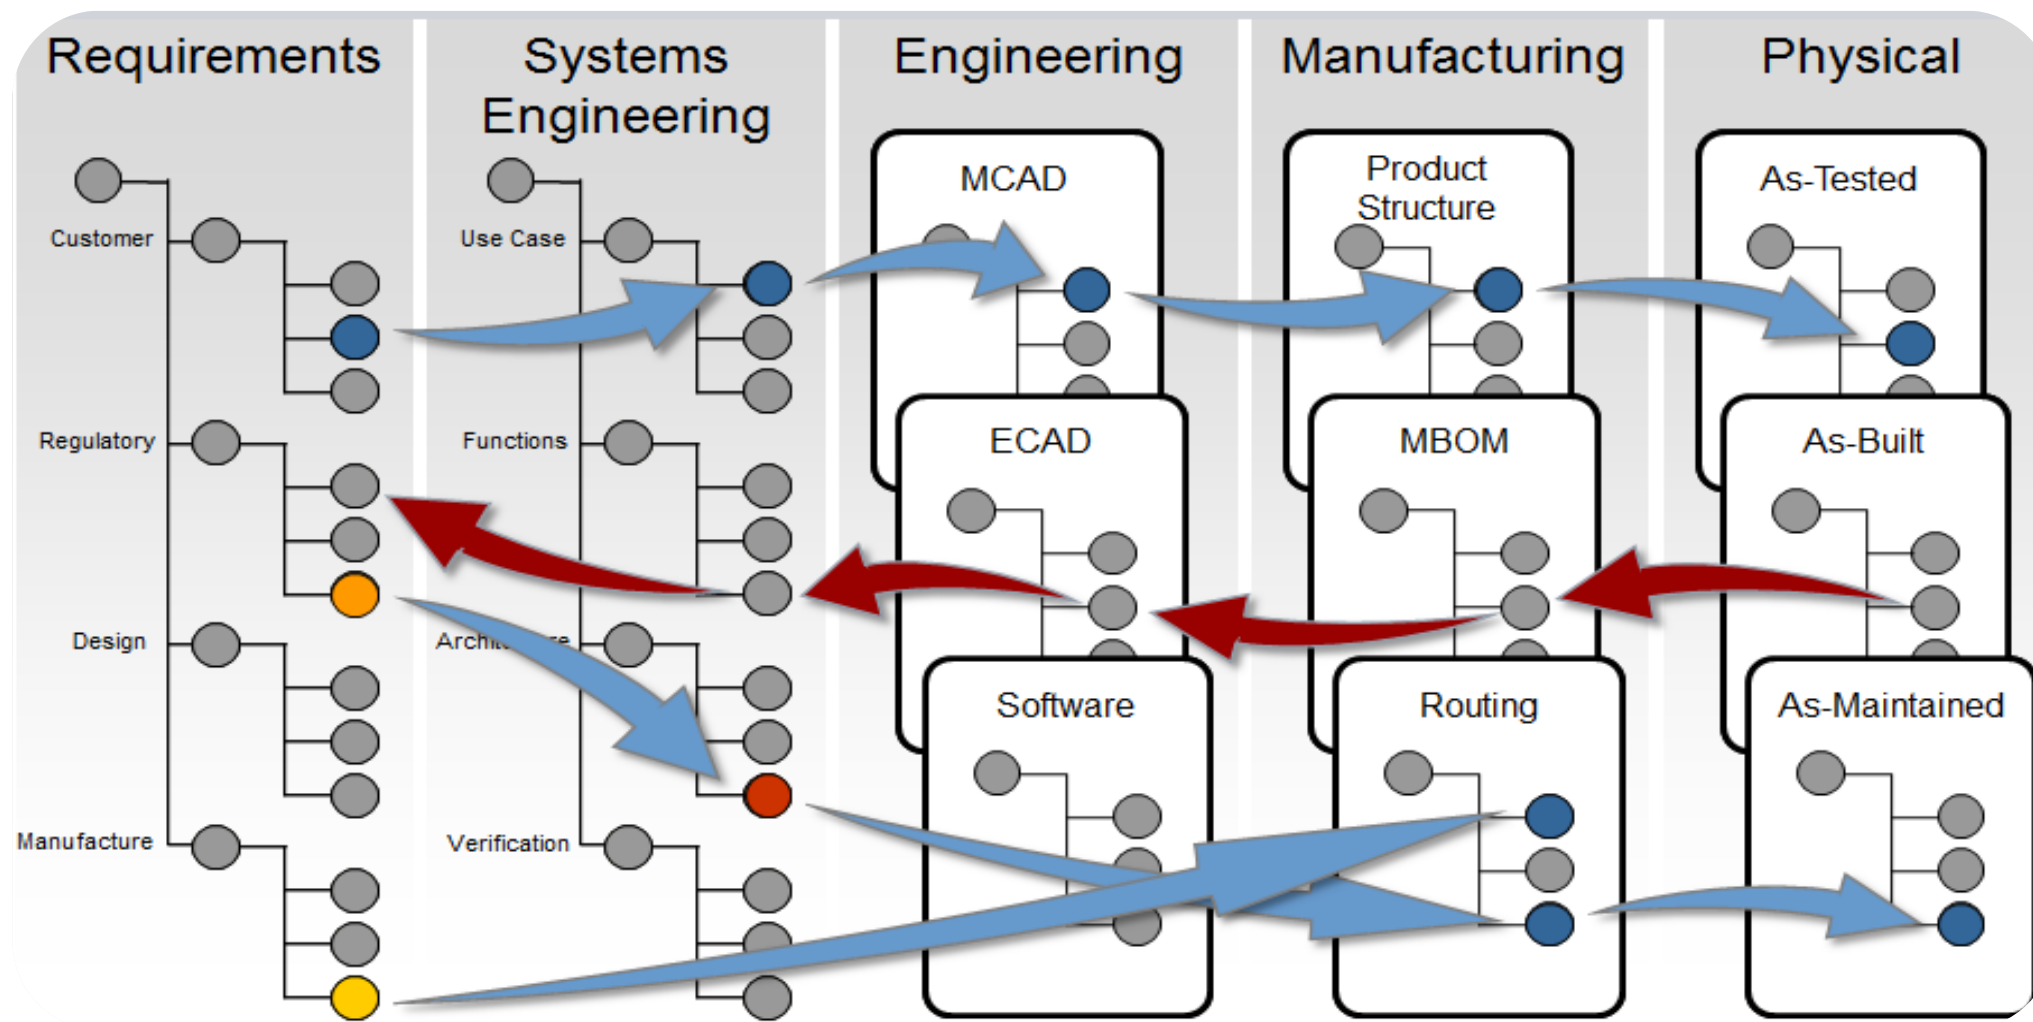 Requirements
Systems
Engineering
Engineering
Manufacturing
Physical
Customer
Regulatory
Design
Manufacture
Use Case
Functions
Verification
MCAD
ECAD
Software
Product
Structure
MBOM
Routing
As-Tested
As-Built
As-Maintained